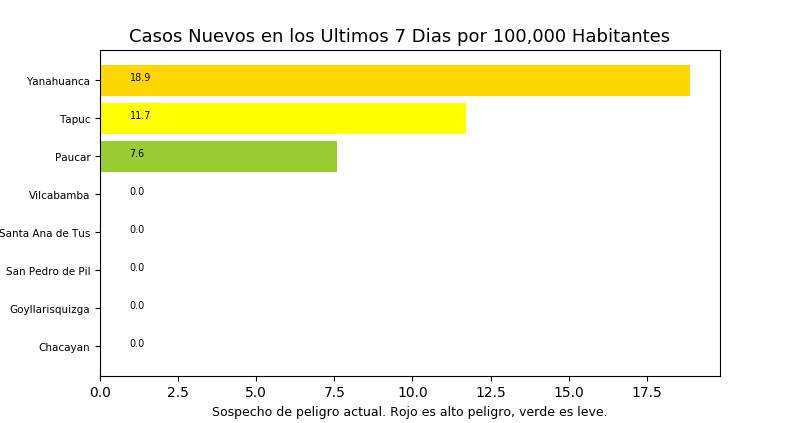 Casos Nuevos en los Ultimos 7 Dias por 100,000 Habitantes
Yanahuanca 18.9
Tapuc 11.7
Paucar 7.6
Vilcabamba 0.0
Santa Ana de Tus 0.0
San Pedro de Pil 0.0
Goyllarisquizga 0.0
Chacayan 0.0
0.0 2.5 5.0 7.5 10.0 12.5 15.0 17.5
Sospecho de peligro actual. Rojo es alto peligro, verde es leve.